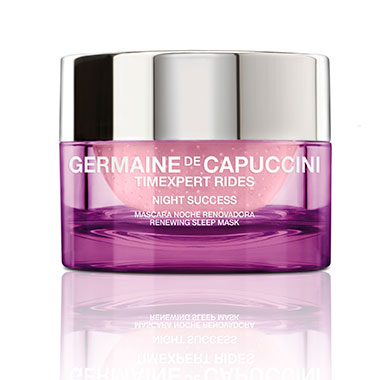 GERMAINE DE CAPUCCINI
TIMEXPERT RIDES
NIGHT SUCCESS
MASCARA NOCHE RENOVADORA
RENEWING SLEEP MASK